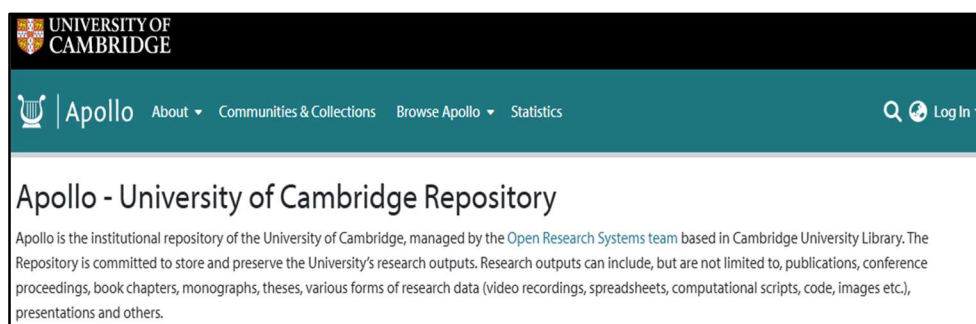 UNIVERSITY OF
CAMBRIDGE
Apollo About Communities & Collections Browse Apollo Statistics Log In
Apollo - University of Cambridge Repository
Apollo is the institutional repository of the University of Cambridge, managed by the Open Research Systems team based in Cambridge University Library. The
Repository is committed to store and preserve the University's research outputs. Research outputs can include, but are not limited to, publications, conference
proceedings, book chapters, monographs, theses, various forms of research data (video recordings, spreadsheets, computational scripts, code, images etc.),
presentations and others.